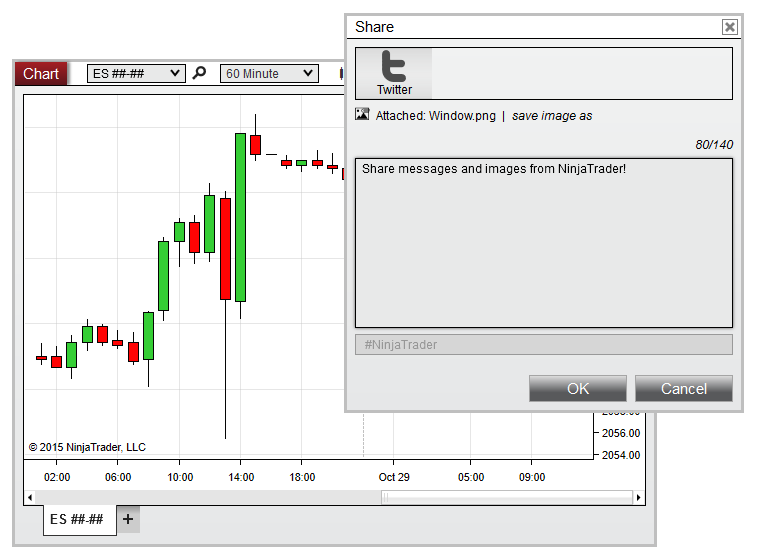 Share
Twitter
Attached: Window.png | save image as
80/140
Share messages and images from NinjaTrader!
#NinjaTrader
OK Cancel
Chart ES ##-## 60 Minute
2056.00
2054.00
© 2015 NinjaTrader, LLC
02:00 06:00 10:00 14:00 18:00 Oct 29 05:00 09:00
ES ##-## +